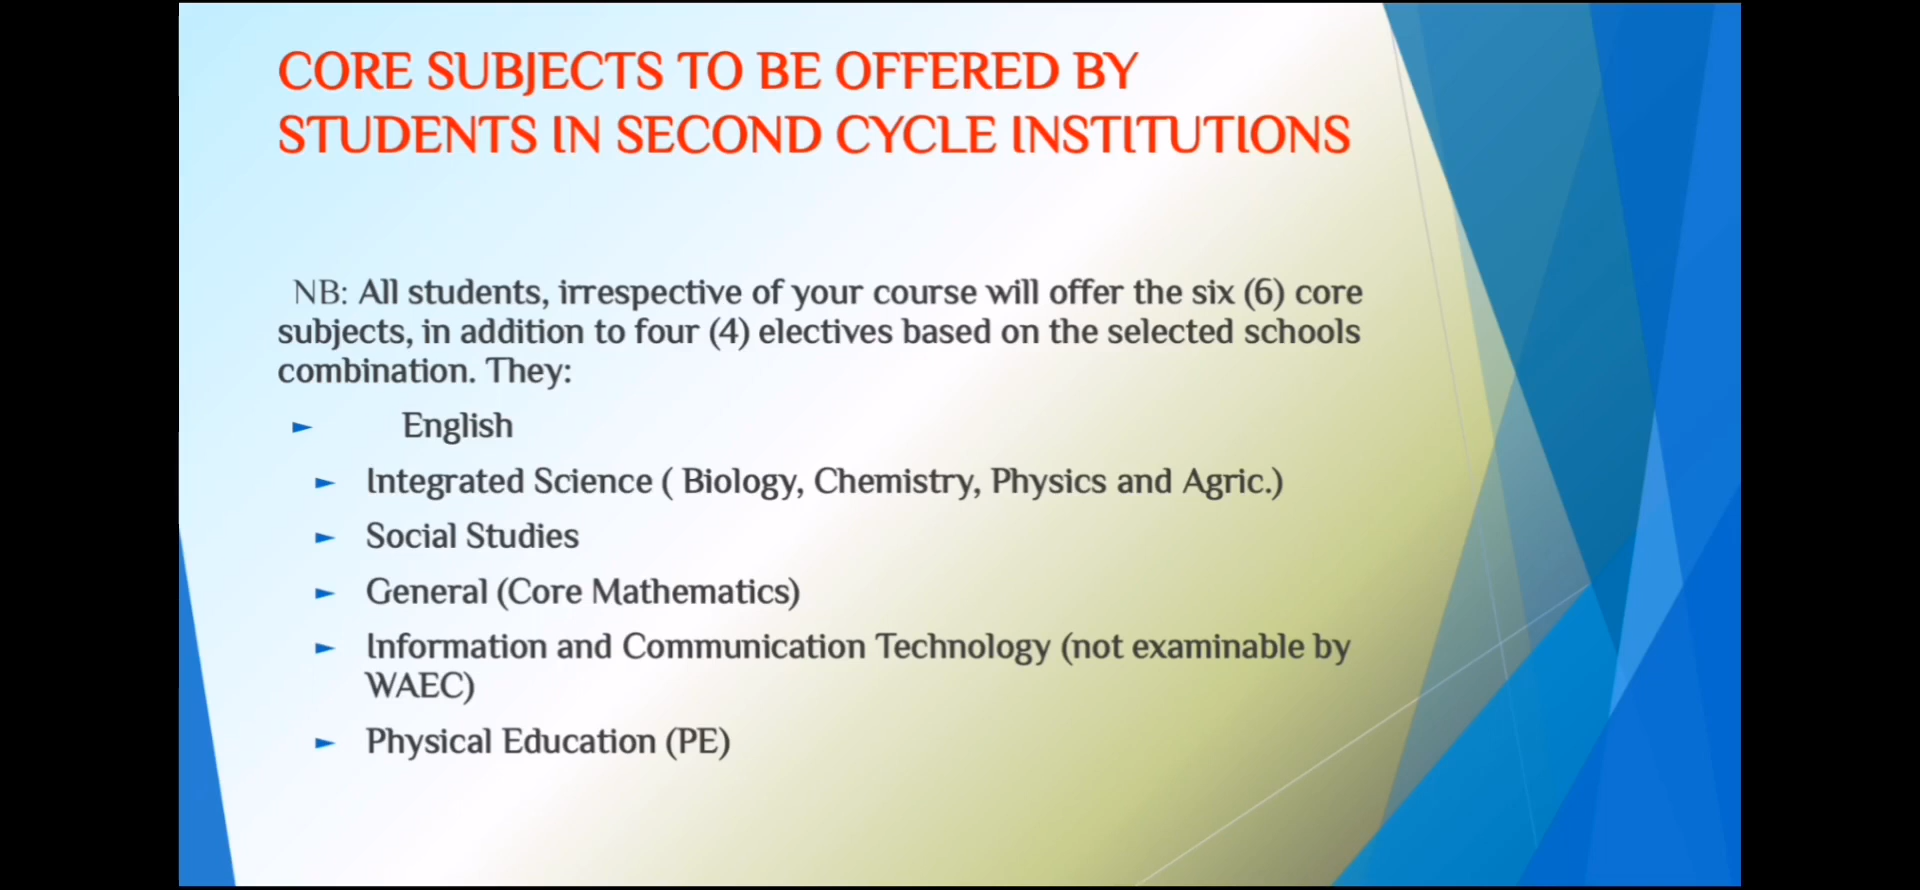 CORE SUBJECTS TO BE OFFERED BY
STUDENTS IN SECOND CYCLE INSTITUTIONS
NB: All students, irrespective of your course will offer the six (6) core
subjects, in addition to four (4) electives based on the selected schools
combination. They:
► English
► Integrated Science ( Biology, Chemistry, Physics and Agric.)
► Social Studies
► General (Core Mathematics)
► Information and Communication Technology (not examinable by
WAEC)
► Physical Education (PE)